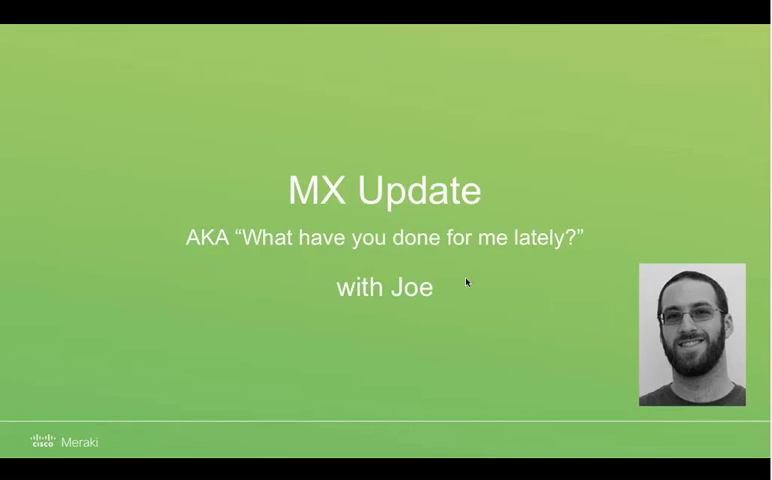 MX Update
AKA “What have you done for me lately?”
with Joe
CISCO Meraki